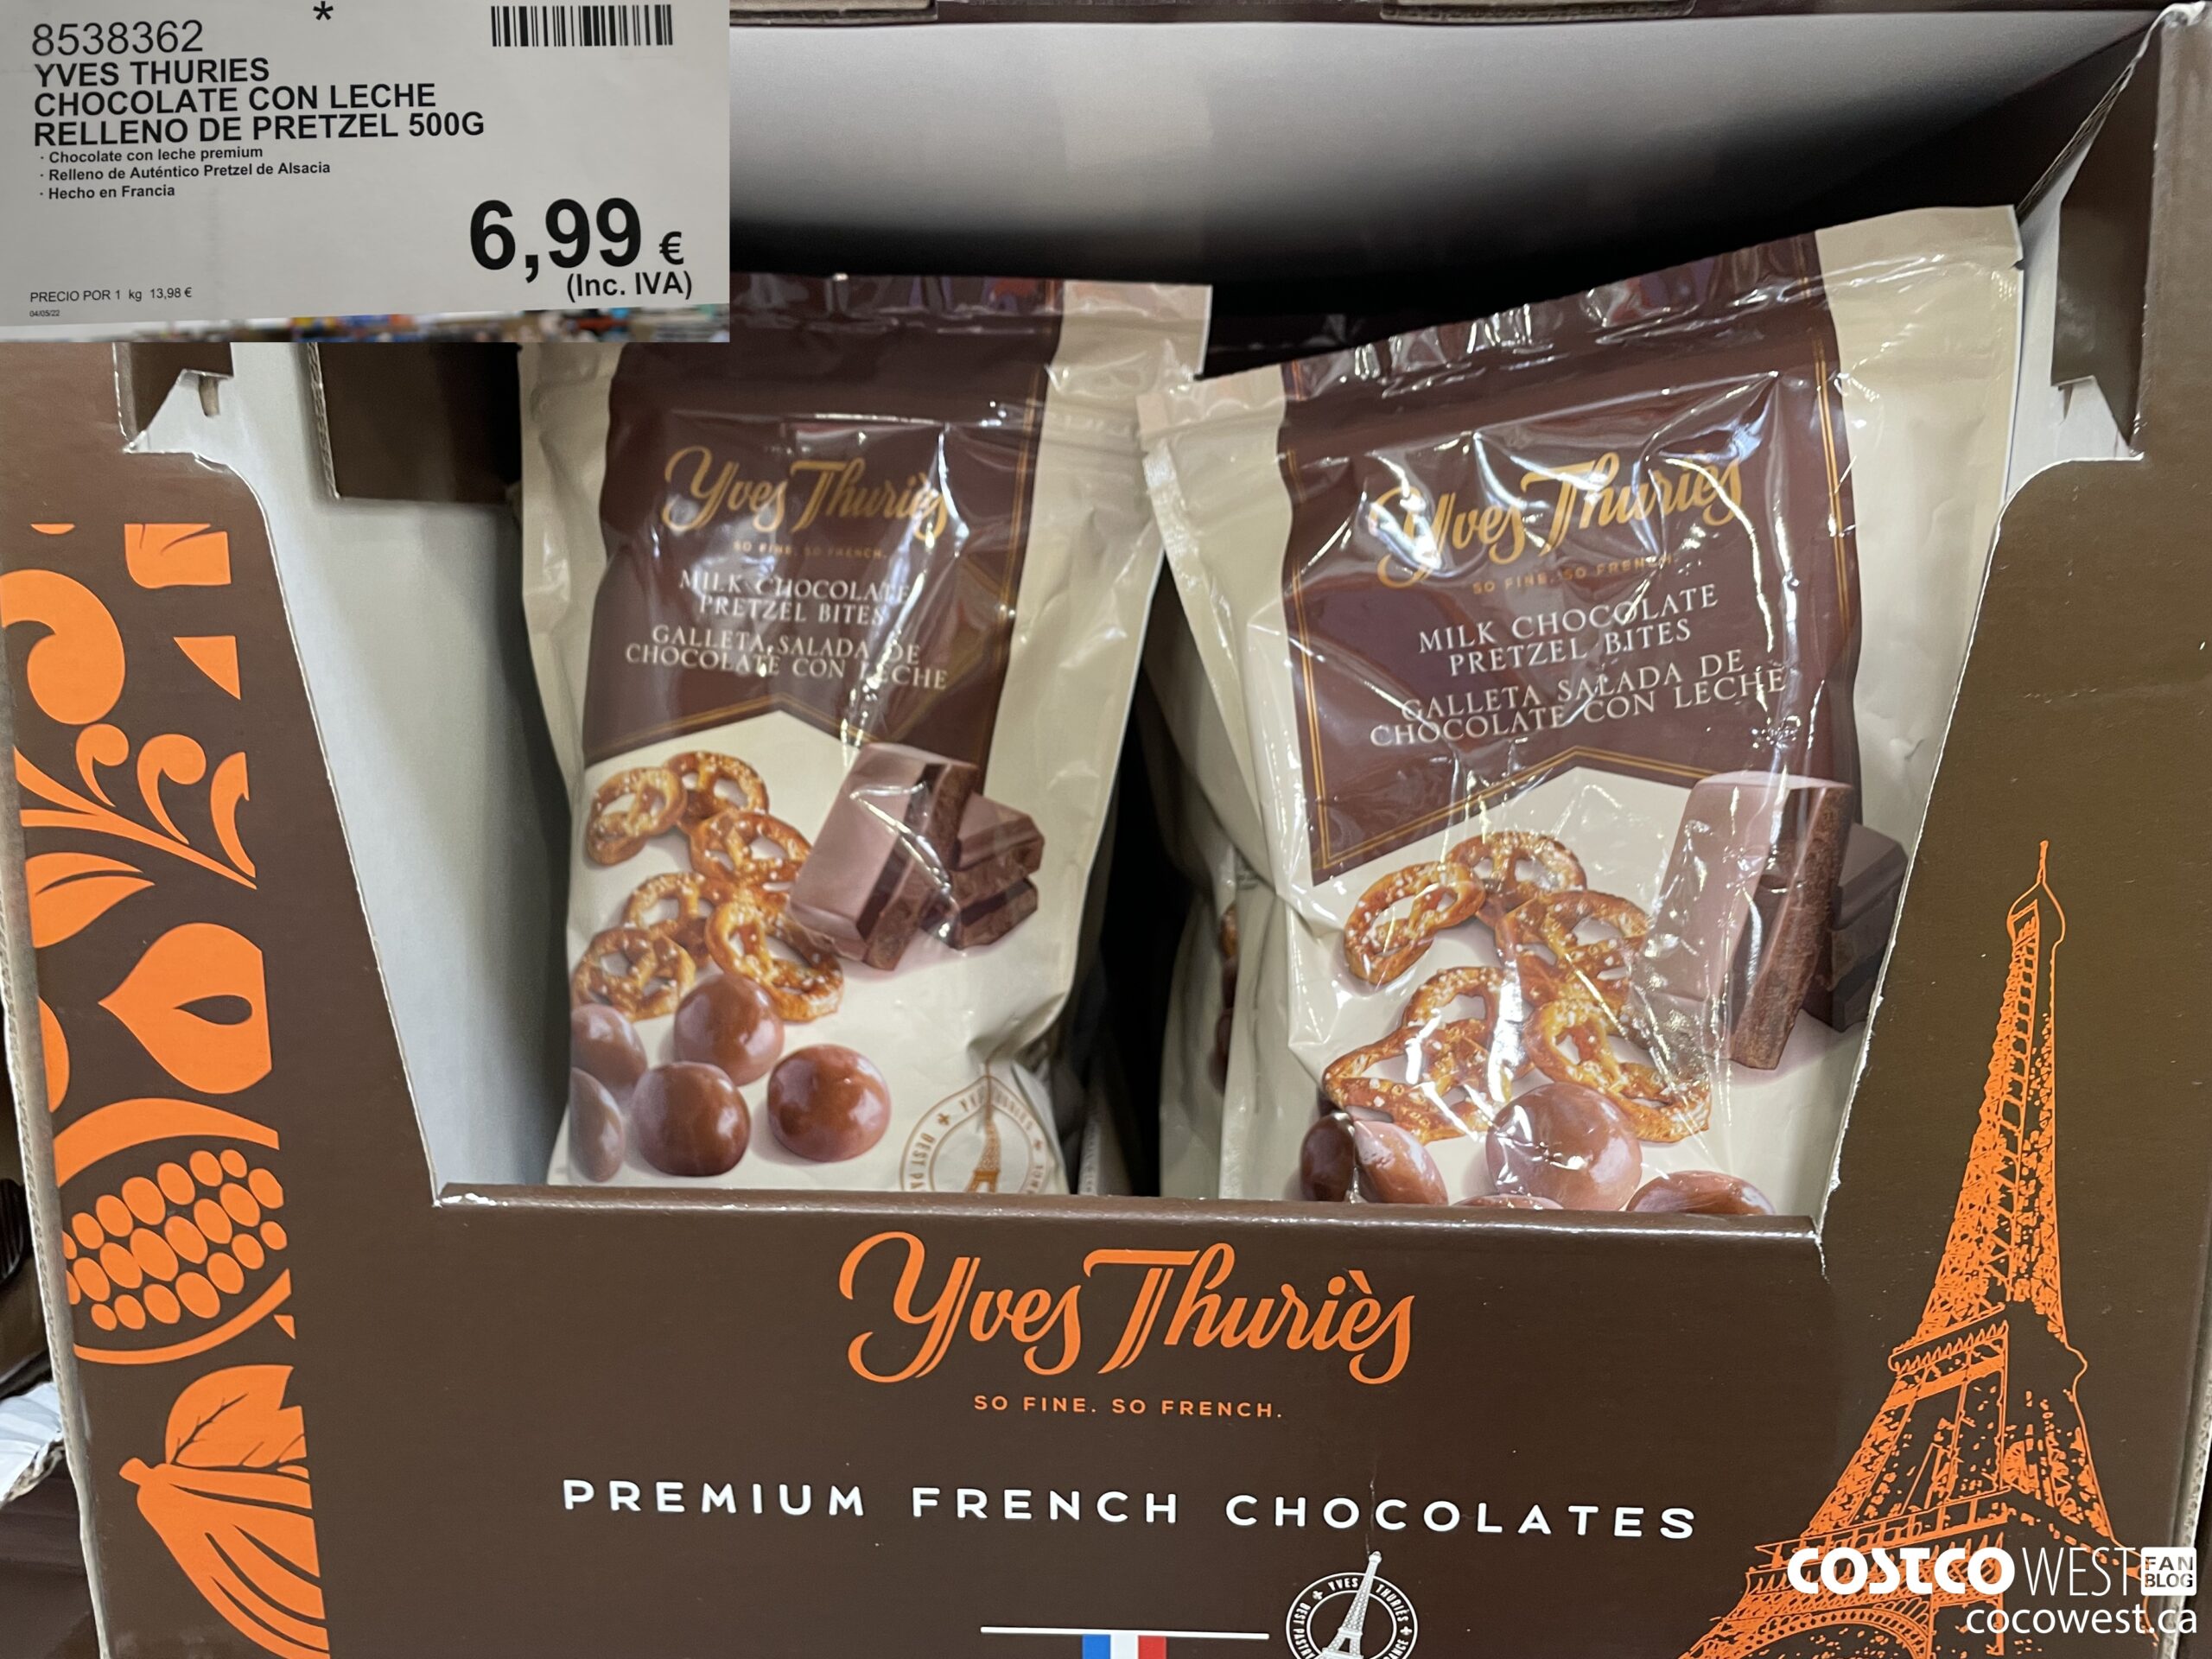 *
8538362
YVES THURIES
CHOCOLATE CON LECHE
RELLENO DE PRETZEL 500G
· Chocolate con leche premium
· Relleno de Auténtico Pretzel de Alsacia
· Hecho en Francia
6,99 €
(Inc. IVA)
PRECIO POR 1 kg 13,98 €
04/05/22
Yves Thuriès
SO FINE. SO FRENCH.
MILK CHOCOLATE
PRETZEL BITES
GALLETA SALADA DE
CHOCOLATE CON LECHE
Yves Thuriès
SO FINE. SO FRENCH.
MILK CHOCOLATE
PRETZEL BITES
GALLETA SALADA DE
CHOCOLATE CON LECHE
Yves Thuriès
SO FINE. SO FRENCH.
PREMIUM FRENCH CHOCOLATES
YVES THURIÈS
COSTCO WEST FAN BLOG
cocowest.ca